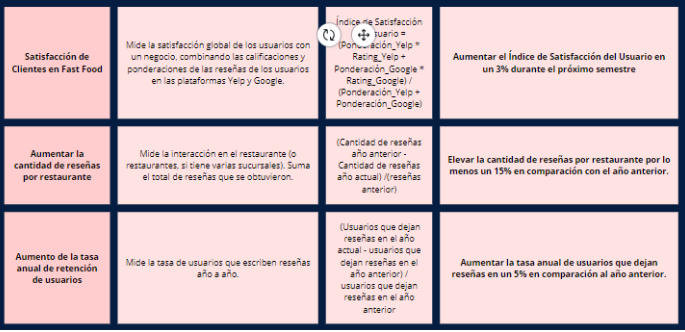 Satisfacción de
Clientes en Fast Food
Mide la satisfacción global de los usuarios con
un negocio, combinando las calificaciones y
ponderaciones de las reseñas de los usuarios
en las plataformas Yelp y Google.
Índice de Satisfacción
=
(Ponderación_Yelp *
Rating_Yelp +
Ponderación_Google *
Rating_Google) /
(Ponderación_Yelp +
Ponderación_Google)
Aumentar el Índice de Satisfacción del Usuario en
un 3% durante el próximo semestre
Aumentar la
cantidad de reseñas
por restaurante
Mide la interacción en el restaurante (o
restaurantes, si tiene varias sucursales). Suma
el total de reseñas que se obtuvieron.
(Cantidad de reseñas
año anterior -
Cantidad de reseñas
año actual) /(reseñas
anterior)
Elevar la cantidad de reseñas por restaurante por lo
menos un 15% en comparación con el año anterior.
Aumento de la tasa
anual de retención
de usuarios
Mide la tasa de usuarios que escriben reseñas
año a año.
(Usuarios que dejan
reseñas en el año
actual - usuarios que
dejan reseñas en el
año anterior) /
usuarios que dejan
reseñas en el año
anterior
Aumentar la tasa anual de usuarios que dejan
reseñas en un 5% en comparación al año anterior.